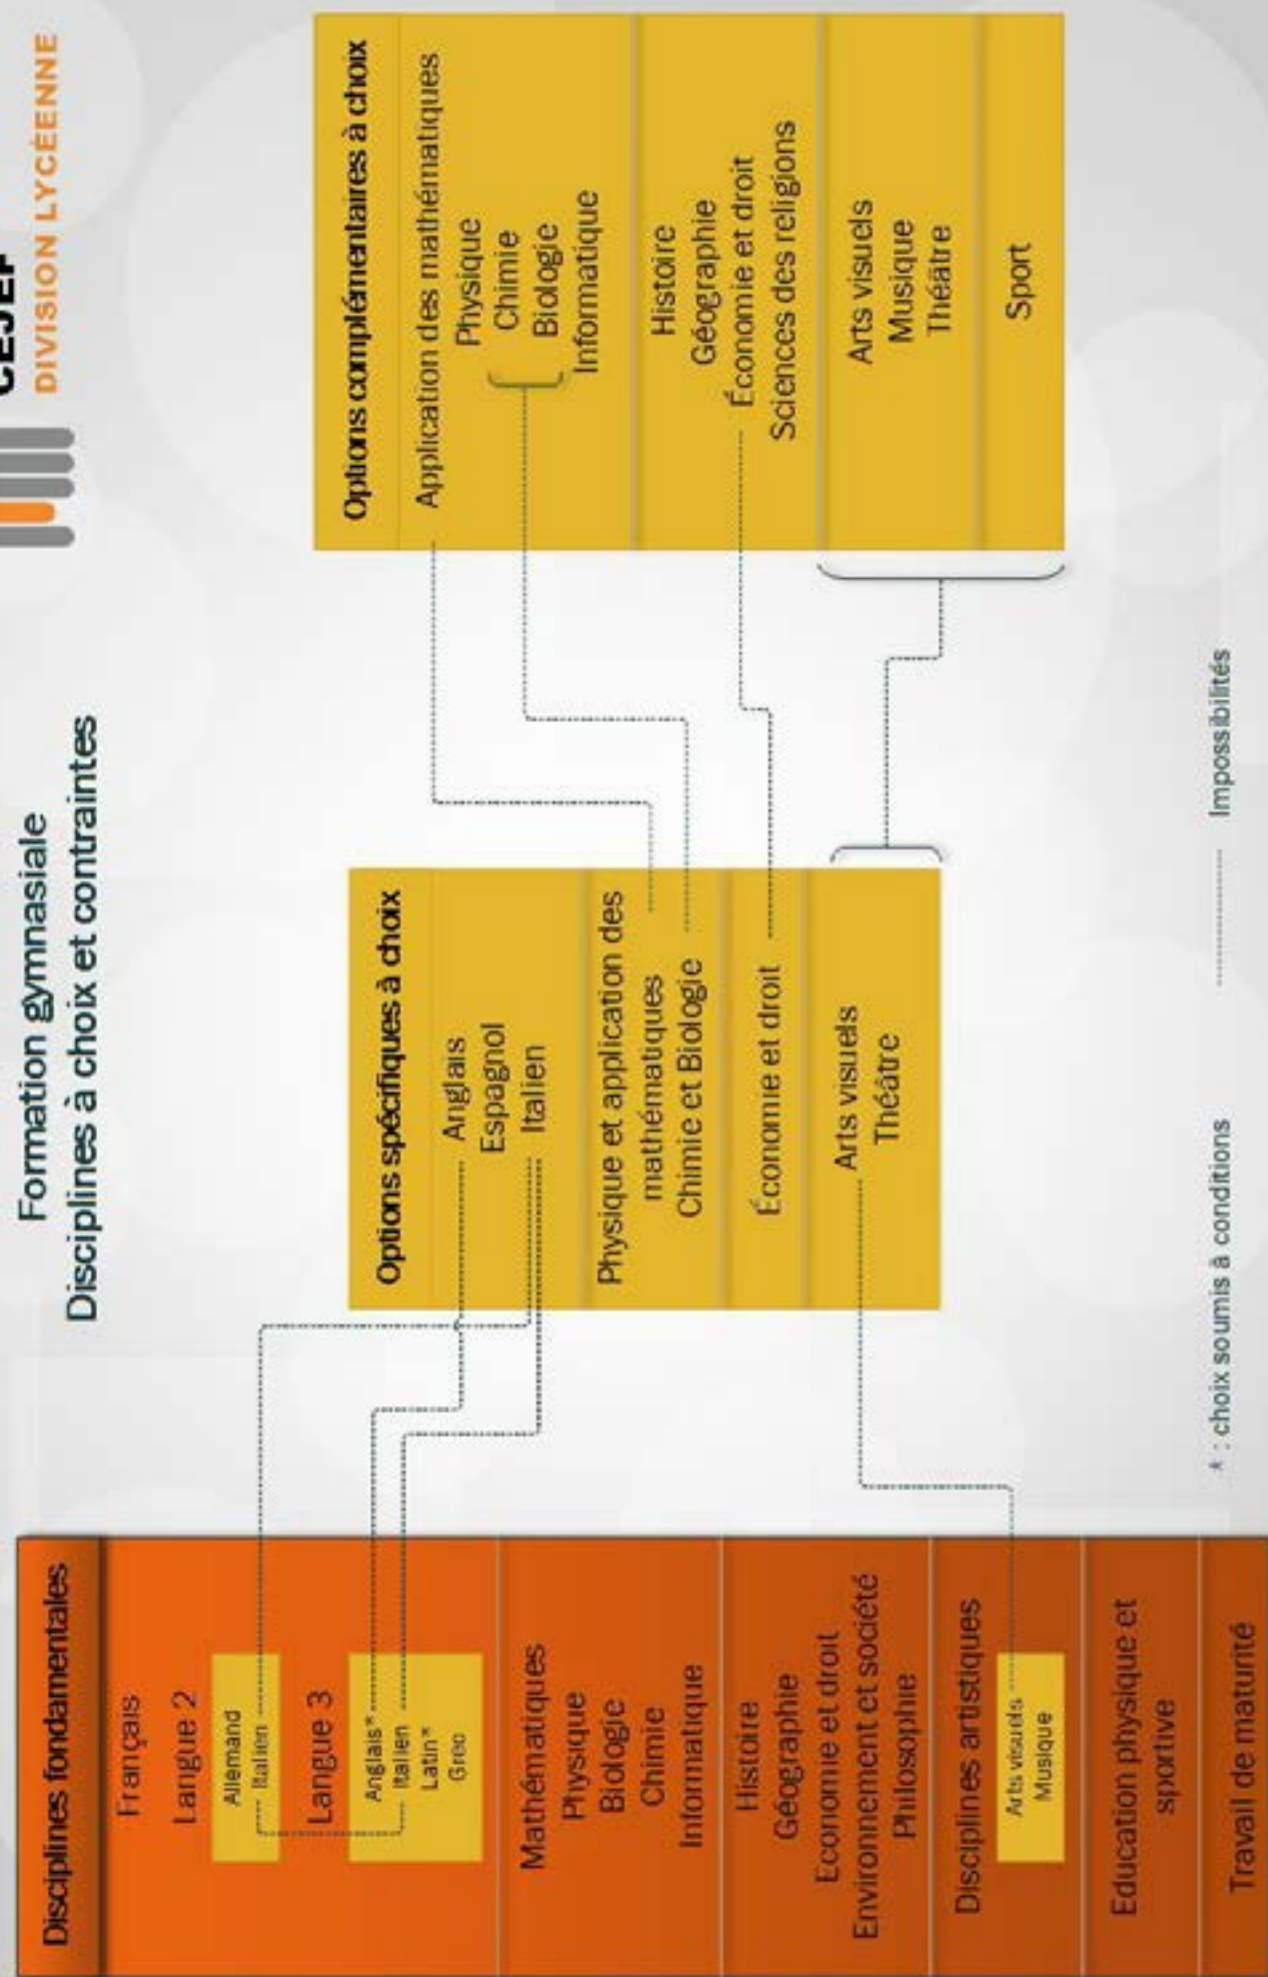 CEJEF
DIVISION LYCÉENNE
Formation gymnasiale
Disciplines à choix et contraintes
Disciplines fondamentales
Français
Langue 2
Allemand
Italien
Langue 3
Anglais*
Italien
Latin*
Grec
Mathématiques
Physique
Biologie
Chimie
Informatique
Histoire
Géographie
Economie et droit
Environnement et société
Philosophie
Disciplines artistiques
Arts visuels
Musique
Education physique et
sportive
Travail de maturité
Options spécifiques à choix
Anglais
Espagnol
Italien
Physique et application des
mathématiques
Chimie et Biologie
Économie et droit
Arts visuels
Théâtre
Options complémentaires à choix
Application des mathématiques
Physique
Chimie
Biologie
Informatique
Histoire
Géographie
Économie et droit
Sciences des religions
Arts visuels
Musique
Théâtre
Sport
* : choix soumis à conditions
Impossibilités